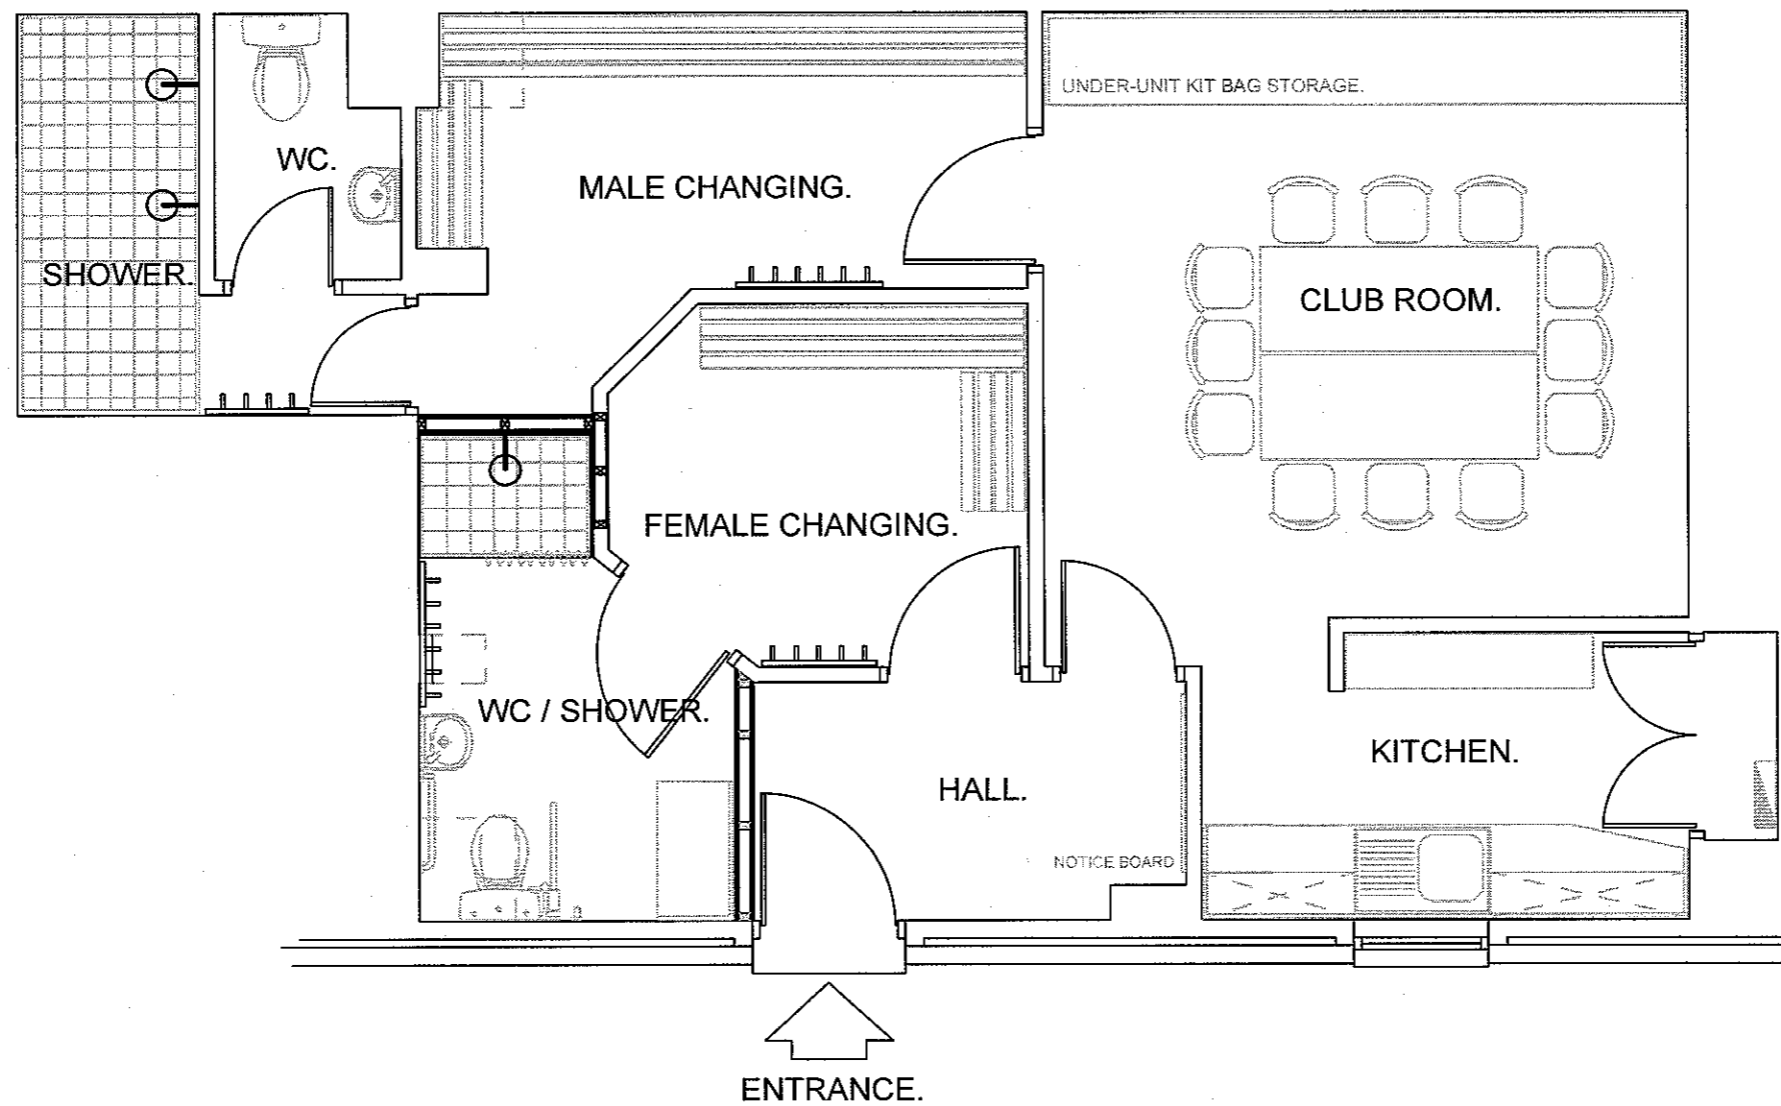 UNDER-UNIT KIT BAG STORAGE.
WC.
MALE CHANGING.
SHOWER.
CLUB ROOM.
FEMALE CHANGING.
WC / SHOWER.
KITCHEN.
HALL.
NOTICE BOARD
ENTRANCE.